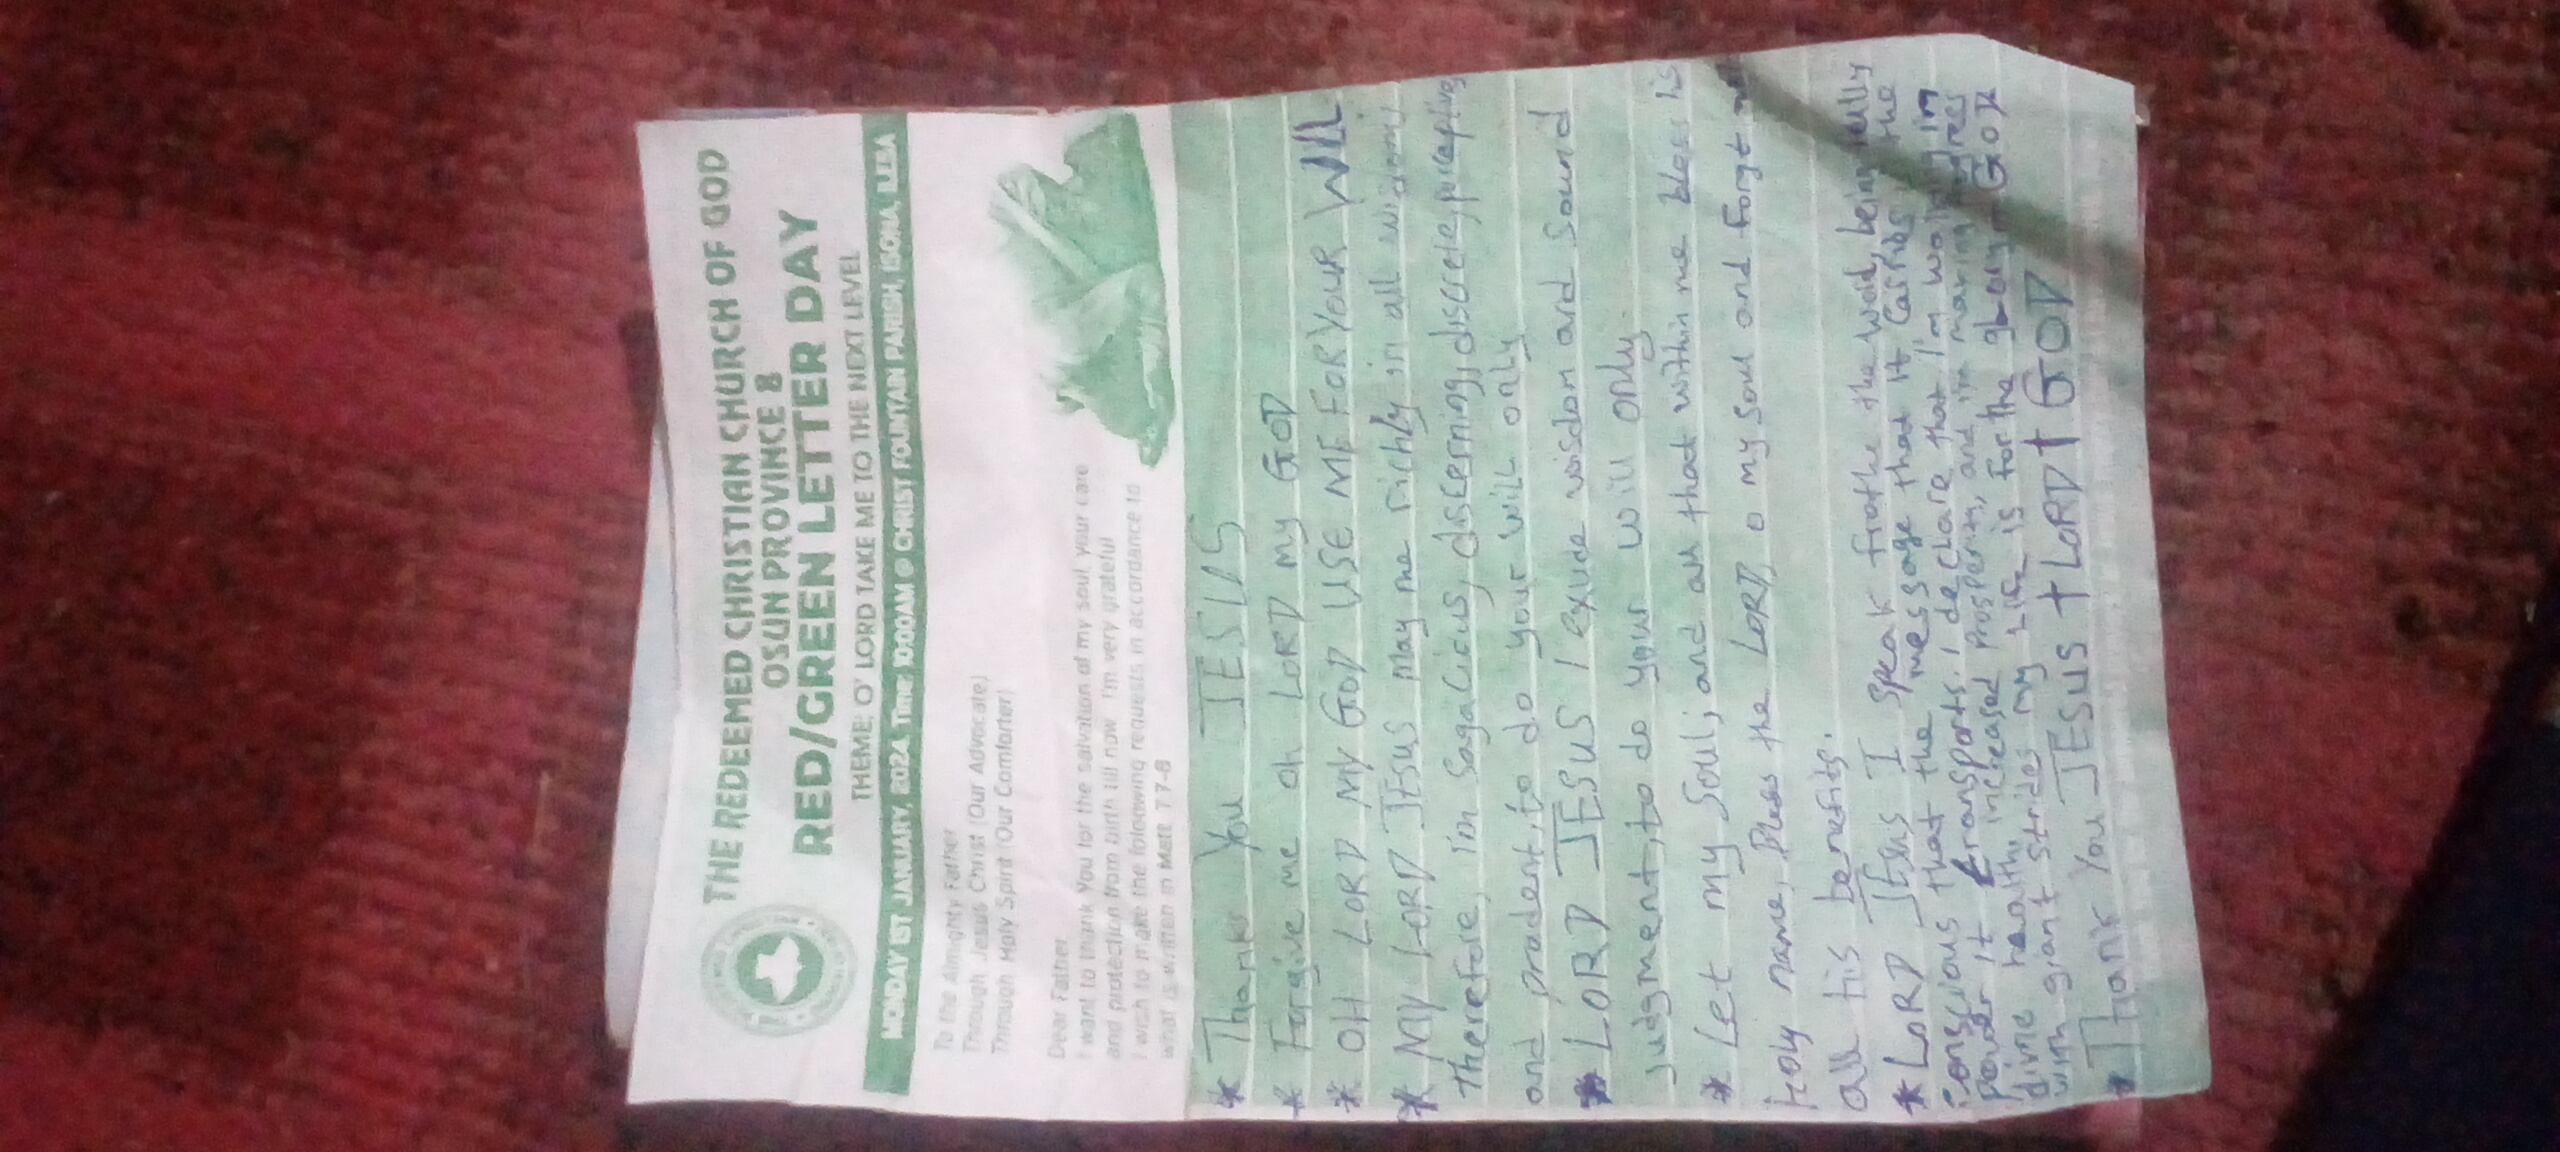 THE REDEEMED CHRISTIAN CHURCH OF GOD
OSUN PROVINCE 8
RED/GREEN LETTER DAY
THEME: O' LORD TAKE ME TO THE NEXT LEVEL
MONDAY 1ST JANUARY, 2024. Time: 10:00AM @ CHRIST FOUNTAIN PARISH, ISONA, ILESA
To the Almighty Father
Through Jesus Christ (Our Advocate)
Through Holy Spirit (Our Comforter)
Dear Father
I want to thank You for the salvation of my soul, your care
and protection from birth till now. I'm very grateful
I wish to make the foloowing requests in accordance to
what is written in Matt 7:7-8
* Thanks You JESUS
* Forgive me oh LORD my GOD
* OH LORD MY GOD USE ME FOR YOUR WILL
* MY LORD JESUS may me richly in all wisdom;
therefore, i'm Sagacious, discerning, discrete, perceptive,
and prudent, to do your will only
* LORD JESUS I exude wisdom and sound
judgment, to do your will only.
* Let my Soul; and all that within me bless his
holy name, Bless the LORD, o my soul and forgt not
all his benefits.
* LORD JESUS I speak the the word, being fully
conscious that the message that it carries the
power it transports. I declare that I'm in
divine health, increased prosperity, and i'm making
with giant strides my Life is for the glory GOD
* Thank You JESUS † LORD † GOD